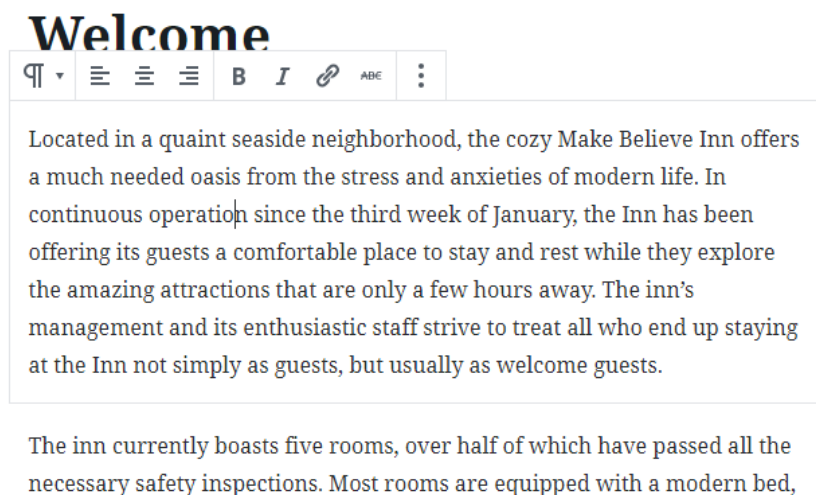 Welcome
¶ B I ABC
Located in a quaint seaside neighborhood, the cozy Make Believe Inn offers
a much needed oasis from the stress and anxieties of modern life. In
continuous operation since the third week of January, the Inn has been
offering its guests a comfortable place to stay and rest while they explore
the amazing attractions that are only a few hours away. The inn’s
management and its enthusiastic staff strive to treat all who end up staying
at the Inn not simply as guests, but usually as welcome guests.
The inn currently boasts five rooms, over half of which have passed all the
necessary safety inspections. Most rooms are equipped with a modern bed,